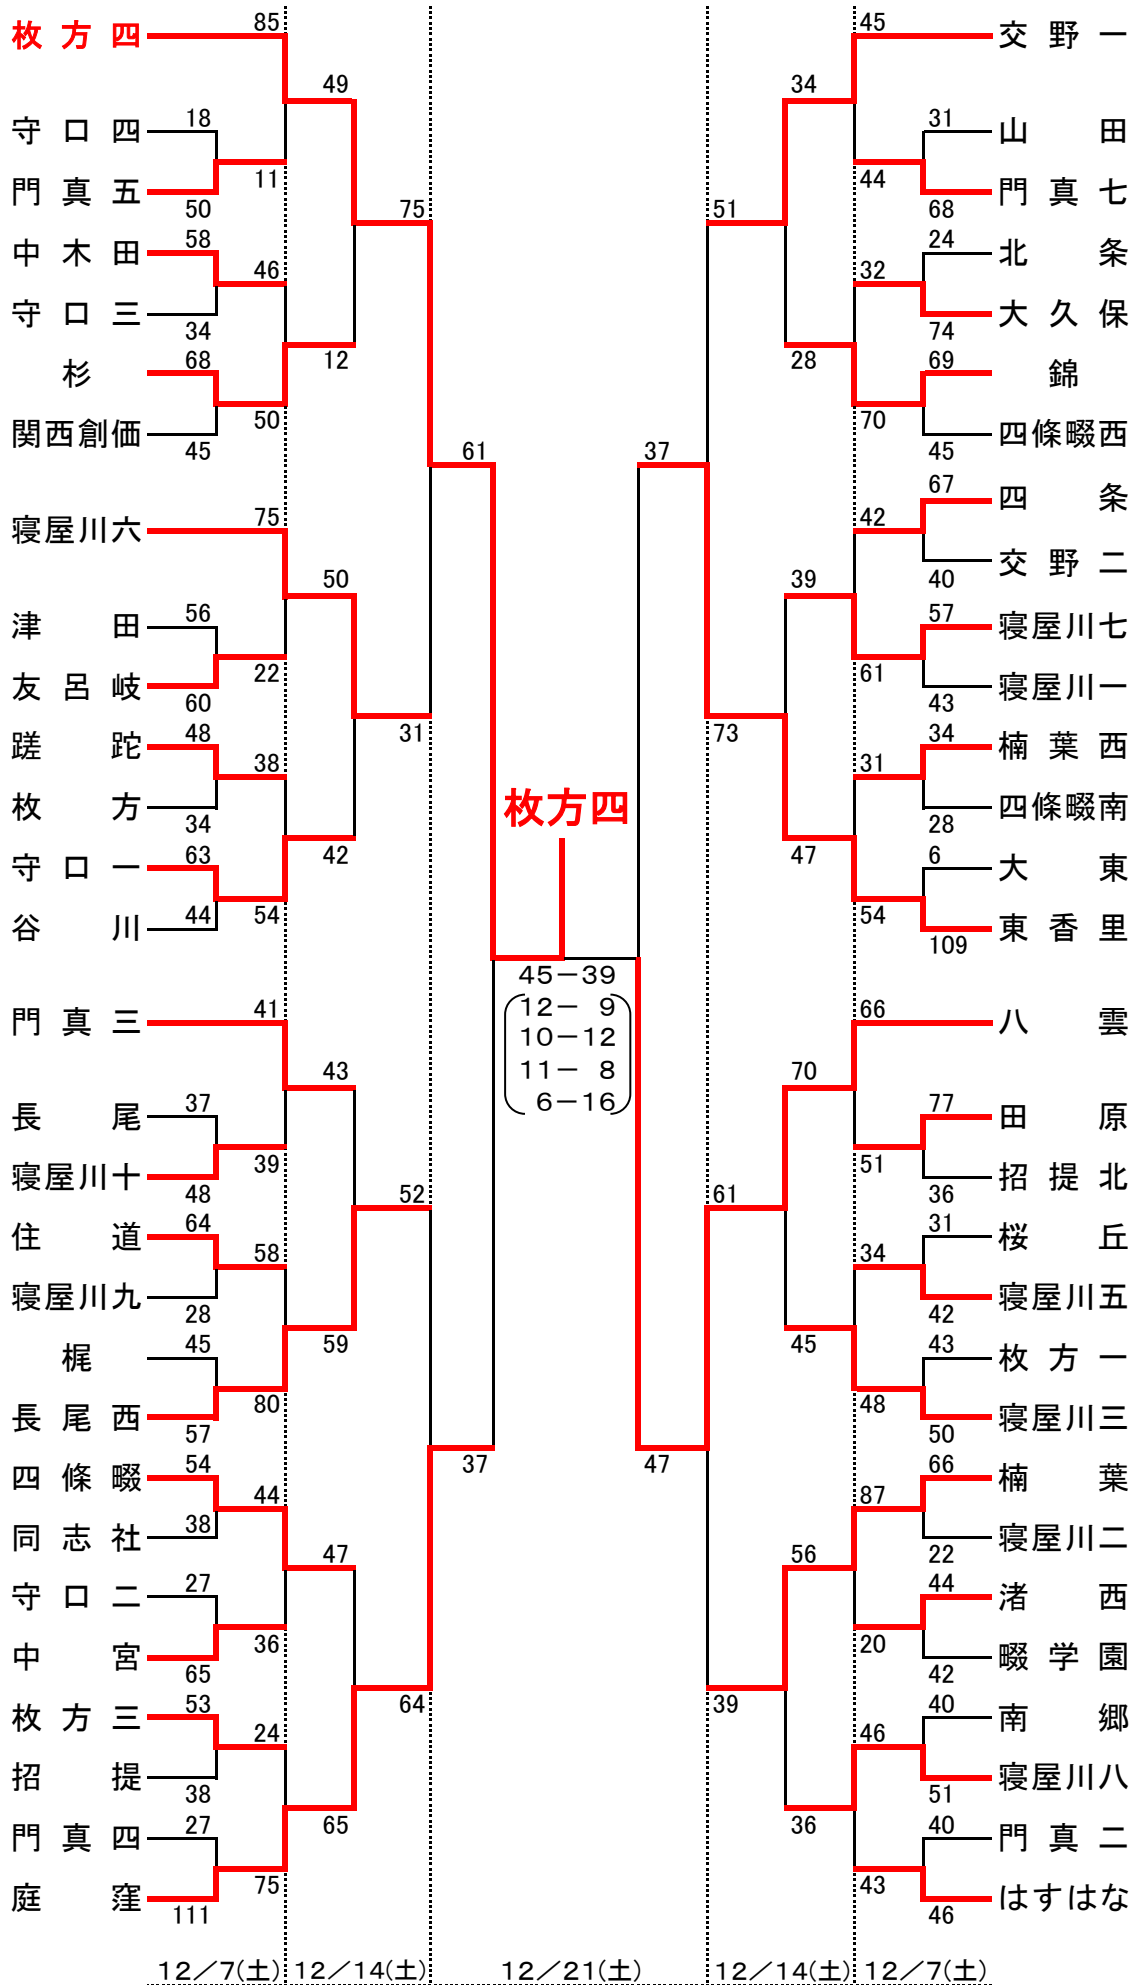 枚方四 85
49
守口四 18
11
門真五 50
75
中木田 58
46
守口三 34
12
杉 68
50
関西創価 45
61
寝屋川六 75
50
津田 56
22
友呂岐 60
31
蹉跎 48
38
枚方 34
42
守口一 63
54
谷川 44
門真三 41
43
長尾 37
39
寝屋川十 48
52
住道 64
58
寝屋川九 28
59
梶 45
80
長尾西 57
37
四條畷 54
44
同志社 38
47
守口二 27
36
中宮 65
64
枚方三 53
24
招提 38
65
門真四 27
75
庭窪 111
枚方四
45－39
12－ 9
10－12
11－ 8
6－16
45 交野一
34
31 山田
44
68 門真七
51
24 北条
32
74 大久保
28
69 錦
70
45 四條畷西
37
67 四条
42
40 交野二
39
57 寝屋川七
61
43 寝屋川一
73
34 楠葉西
31
28 四條畷南
47
6 大東
54
109 東香里
66 八雲
70
77 田原
51
36 招提北
61
31 桜丘
34
42 寝屋川五
45
43 枚方一
48
50 寝屋川三
47
66 楠葉
87
22 寝屋川二
56
44 渚西
20
42 畷学園
39
40 南郷
46
51 寝屋川八
36
40 門真二
43
46 はすはな
12／7(土) 12／14(土) 12／21(土) 12／14(土) 12／7(土)